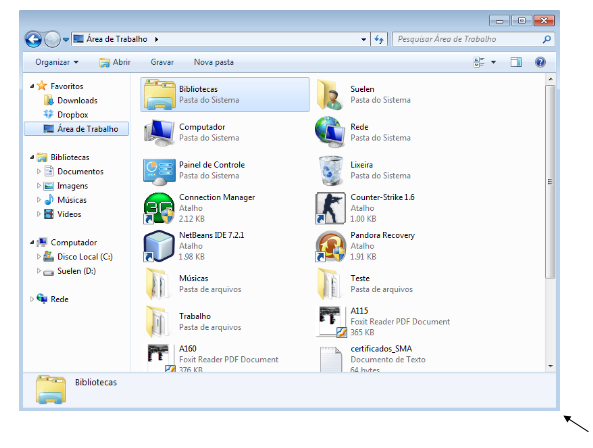 Área de Trabalho
Pesquisar Área de Trabalho
Organizar
Abrir
Gravar
Nova pasta
Favoritos
Downloads
Dropbox
Área de Trabalho
Bibliotecas
Documentos
Imagens
Músicas
Vídeos
Computador
Disco Local (C:)
Suelen (D:)
Rede
Bibliotecas
Pasta do Sistema
Suelen
Pasta do Sistema
Computador
Pasta do Sistema
Rede
Pasta do Sistema
Painel de Controle
Pasta do Sistema
Lixeira
Pasta do Sistema
Connection Manager
Atalho
2.12 KB
Counter-Strike 1.6
Atalho
1.00 KB
NetBeans IDE 7.2.1
Atalho
1.98 KB
Pandora Recovery
Atalho
1.91 KB
Músicas
Pasta de arquivos
Teste
Pasta de arquivos
Trabalho
Pasta de arquivos
A115
Foxit Reader PDF Document
365 KB
A160
Foxit Reader PDF Document
376 KB
certificados_SMA
Documento de Texto
64 bytes
Bibliotecas